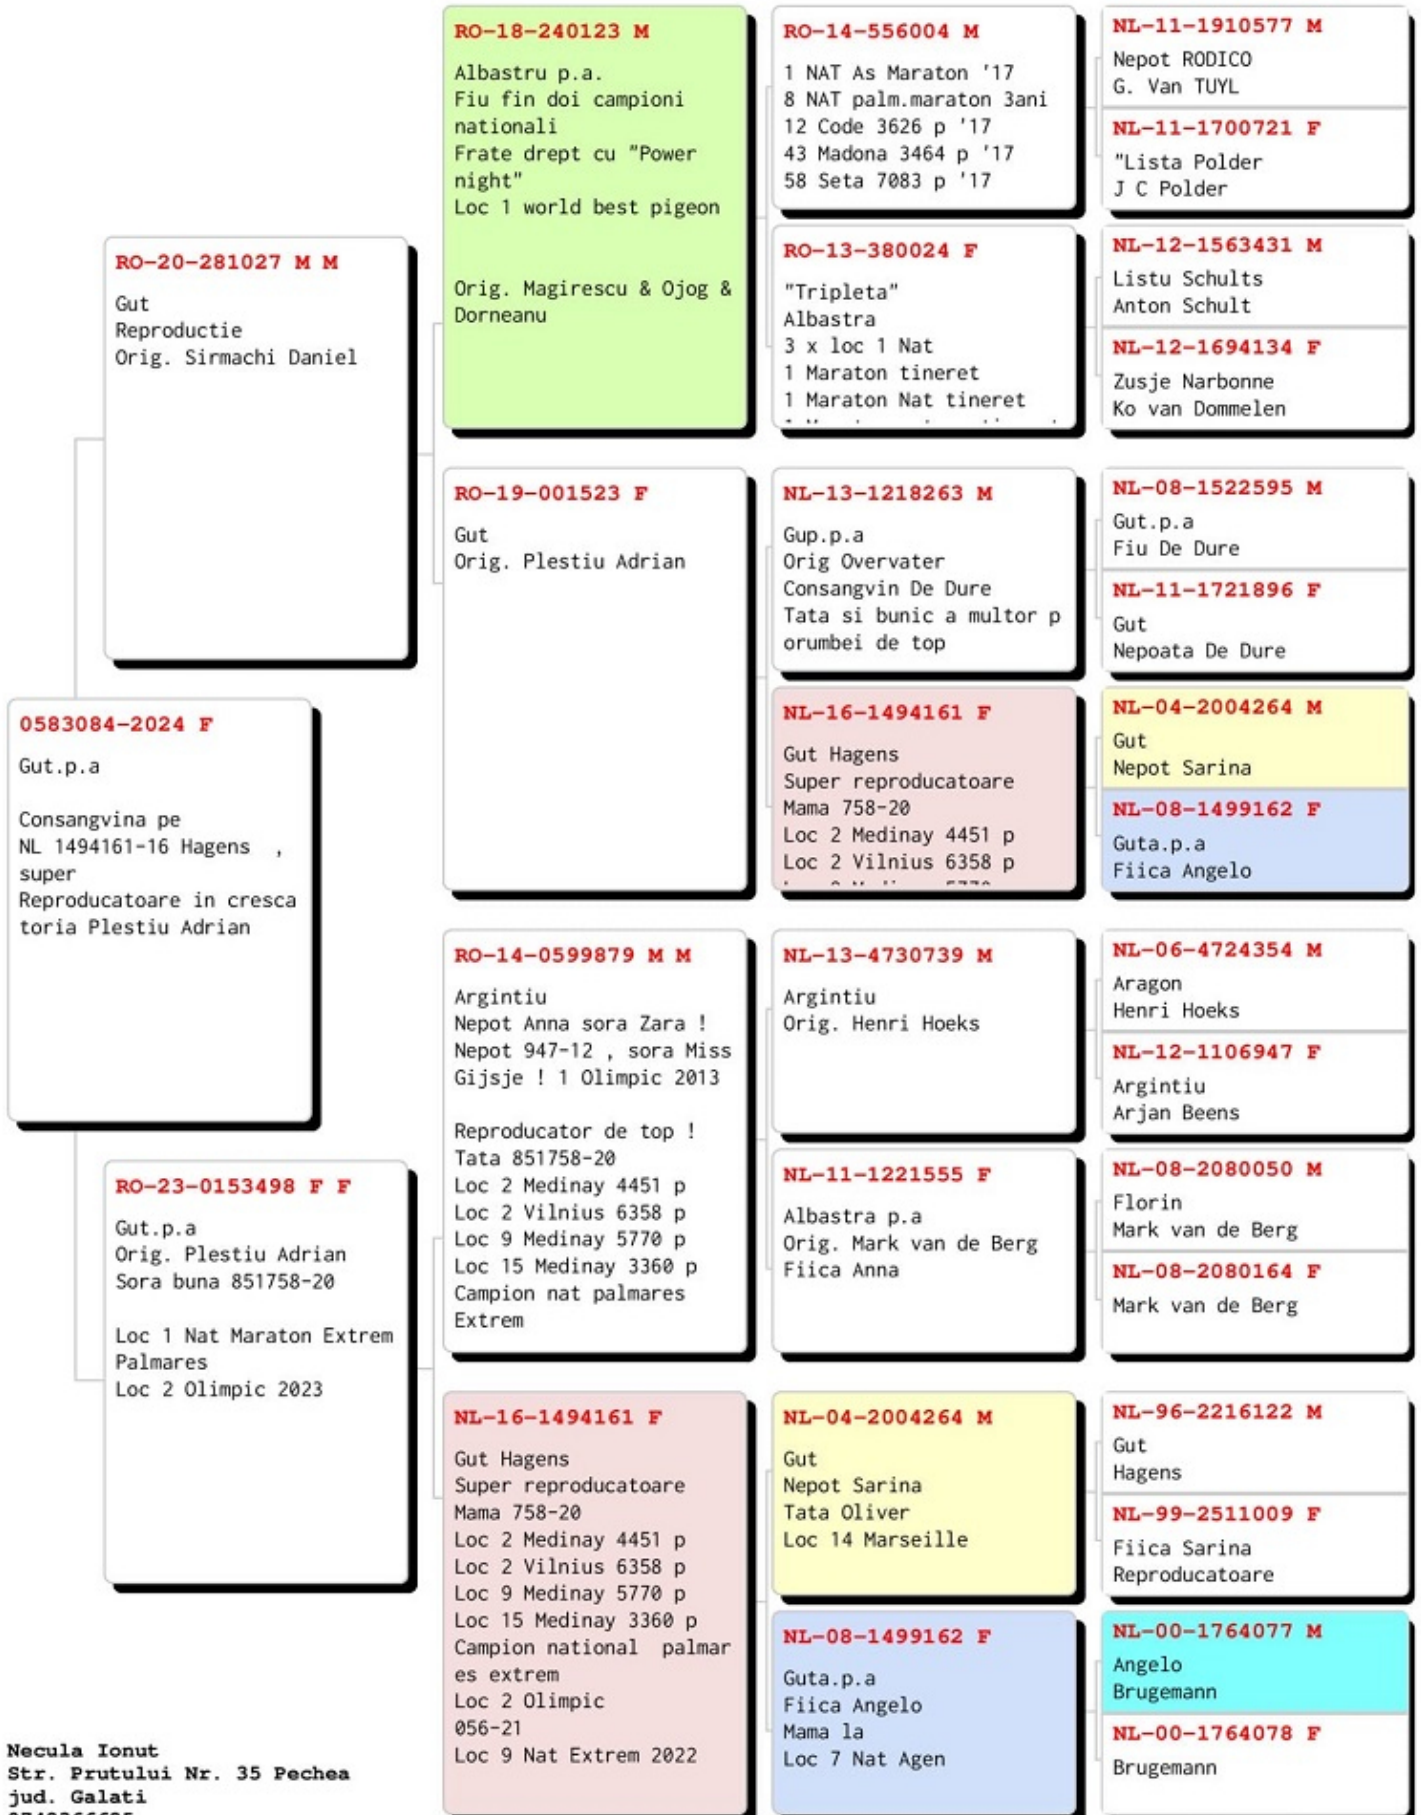 0583084-2024 F
Gut.p.a
Consangvina pe
NL 1494161-16 Hagens  ,
super
Reproducatoare in cresca
toria Plestiu Adrian
RO-20-281027 M M
Gut
Reproductie
Orig. Sirmachi Daniel
RO-23-0153498 F F
Gut.p.a
Orig. Plestiu Adrian
Sora buna 851758-20
Loc 1 Nat Maraton Extrem
Palmares
Loc 2 Olimpic 2023
RO-18-240123 M
Albastru p.a.
Fiu fin doi campioni
nationali
Frate drept cu "Power
night"
Loc 1 world best pigeon
Orig. Magirescu & Ojog &
Dorneanu
RO-19-001523 F
Gut
Orig. Plestiu Adrian
RO-14-0599879 M M
Argintiu
Nepot Anna sora Zara !
Nepot 947-12 , sora Miss
Gijsje ! 1 Olimpic 2013
Reproducator de top !
Tata 851758-20
Loc 2 Medinay 4451 p
Loc 2 Vilnius 6358 p
Loc 9 Medinay 5770 p
Loc 15 Medinay 3360 p
Campion nat palmares
Extrem
NL-16-1494161 F
Gut Hagens
Super reproducatoare
Mama 758-20
Loc 2 Medinay 4451 p
Loc 2 Vilnius 6358 p
Loc 9 Medinay 5770 p
Loc 15 Medinay 3360 p
Campion national  palmar
es extrem
Loc 2 Olimpic
056-21
Loc 9 Nat Extrem 2022
RO-14-556004 M
1 NAT As Maraton '17
8 NAT palm.maraton 3ani
12 Code 3626 p '17
43 Madona 3464 p '17
58 Seta 7083 p '17
RO-13-380024 F
"Tripleta"
Albastra
3 x loc 1 Nat
1 Maraton tineret
1 Maraton Nat tineret
NL-13-1218263 M
Gup.p.a
Orig Overvater
Consangvin De Dure
Tata si bunic a multor p
orumbei de top
NL-16-1494161 F
Gut Hagens
Super reproducatoare
Mama 758-20
Loc 2 Medinay 4451 p
Loc 2 Vilnius 6358 p
NL-13-4730739 M
Argintiu
Orig. Henri Hoeks
NL-11-1221555 F
Albastra p.a
Orig. Mark van de Berg
Fiica Anna
NL-04-2004264 M
Gut
Nepot Sarina
Tata Oliver
Loc 14 Marseille
NL-08-1499162 F
Guta.p.a
Fiica Angelo
Mama la
Loc 7 Nat Agen
NL-11-1910577 M
Nepot RODICO
G. Van TUYL
NL-11-1700721 F
"Lista Polder
J C Polder
NL-12-1563431 M
Listu Schults
Anton Schult
NL-12-1694134 F
Zusje Narbonne
Ko van Dommelen
NL-08-1522595 M
Gut.p.a
Fiu De Dure
NL-11-1721896 F
Gut
Nepoata De Dure
NL-04-2004264 M
Gut
Nepot Sarina
NL-08-1499162 F
Guta.p.a
Fiica Angelo
NL-06-4724354 M
Aragon
Henri Hoeks
NL-12-1106947 F
Argintiu
Arjan Beens
NL-08-2080050 M
Florin
Mark van de Berg
NL-08-2080164 F
Mark van de Berg
NL-96-2216122 M
Gut
Hagens
NL-99-2511009 F
Fiica Sarina
Reproducatoare
NL-00-1764077 M
Angelo
Brugemann
NL-00-1764078 F
Brugemann
Necula Ionut
Str. Prutului Nr. 35 Pechea
jud. Galati